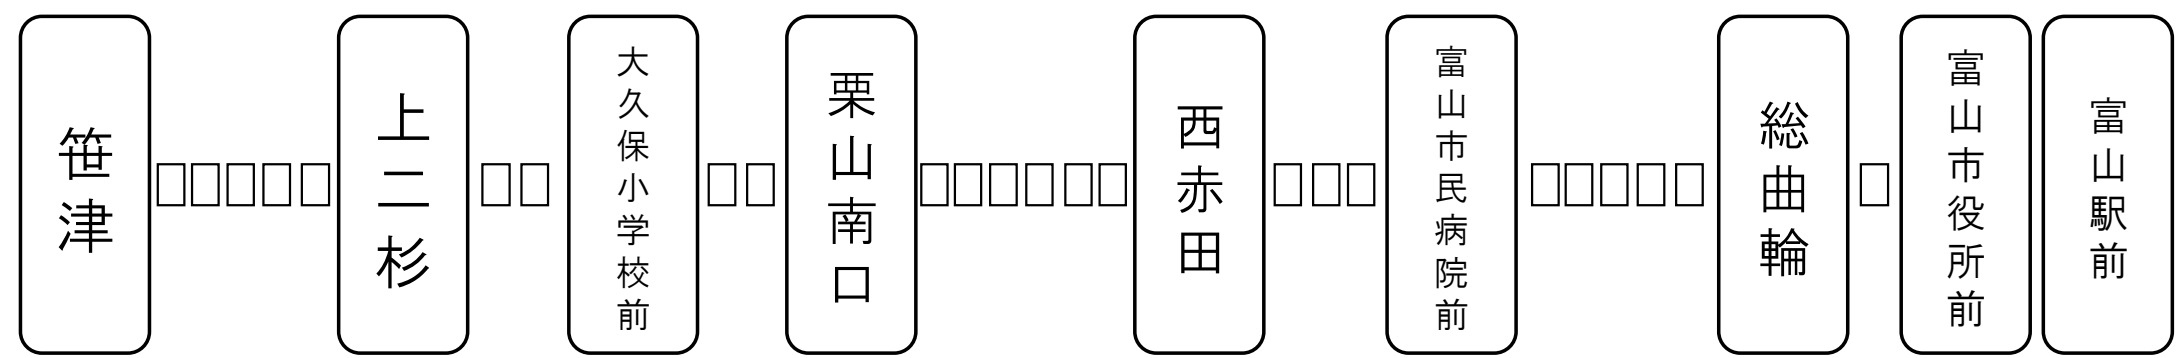 笹津
上二杉
大久保小学校前
栗山南口
西赤田
富山市民病院前
総曲輪
富山市役所前
富山駅前